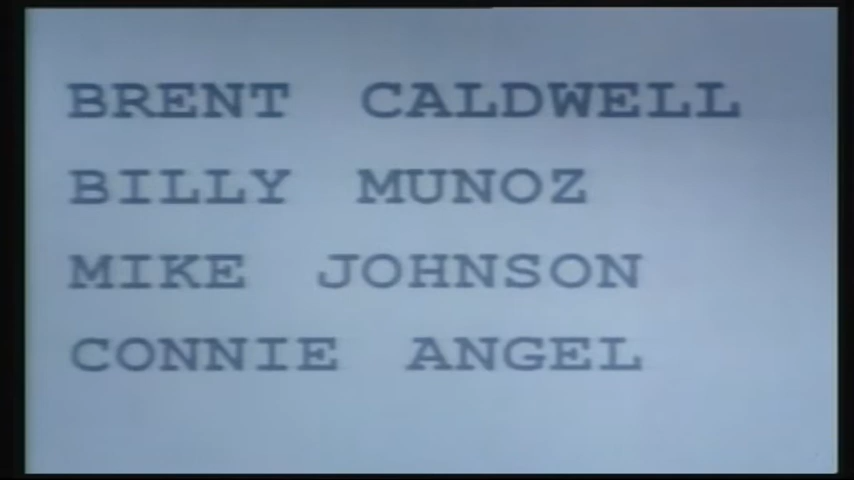 BRENT CALDWELL
BILLY MUNOZ
MIKE JOHNSON
CONNIE ANGEL